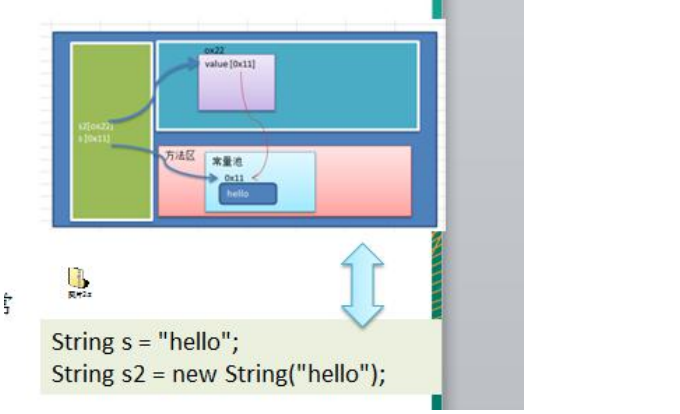 ox22
value [0x11]
s2[ox22]
s [0x11]
方法区
常量池
0x11
hello
String s = "hello";
String s2 = new String("hello");